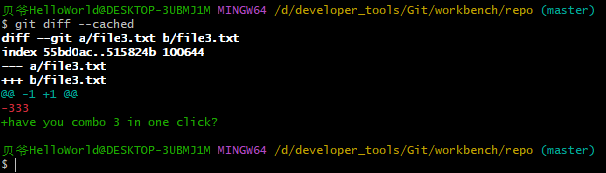 贝爷HelloWorld@DESKTOP-3UBMJ1M MINGW64 /d/developer_tools/Git/workbench/repo (master)
$ git diff --cached
diff --git a/file3.txt b/file3.txt
index 55bd0ac..515824b 100644
--- a/file3.txt
+++ b/file3.txt
@@ -1 +1 @@
-333
+have you combo 3 in one click?
贝爷HelloWorld@DESKTOP-3UBMJ1M MINGW64 /d/developer_tools/Git/workbench/repo (master)
$